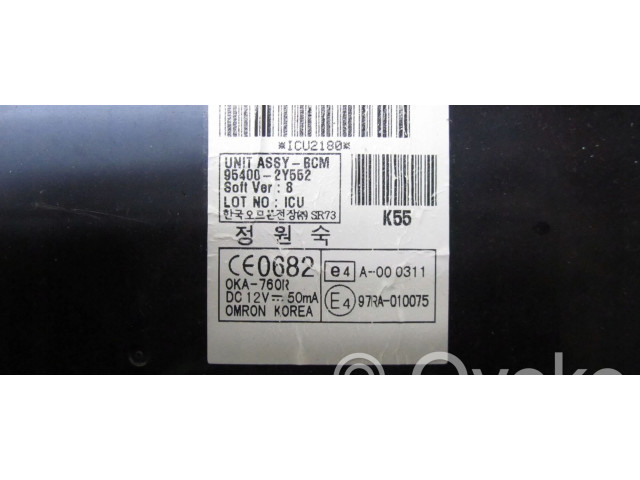 *ICU2180*
UNIT ASSY-BCM
95400-2Y552
Soft Ver : 8
LOT NO : ICU
한국오므론전장㈜ SIR73
K55
정 원 숙
CE0682
OKA-760R
DC 12V 50mA
OMRON KOREA
e4 A-00 0311
E4 97RA-010075
Ovoko